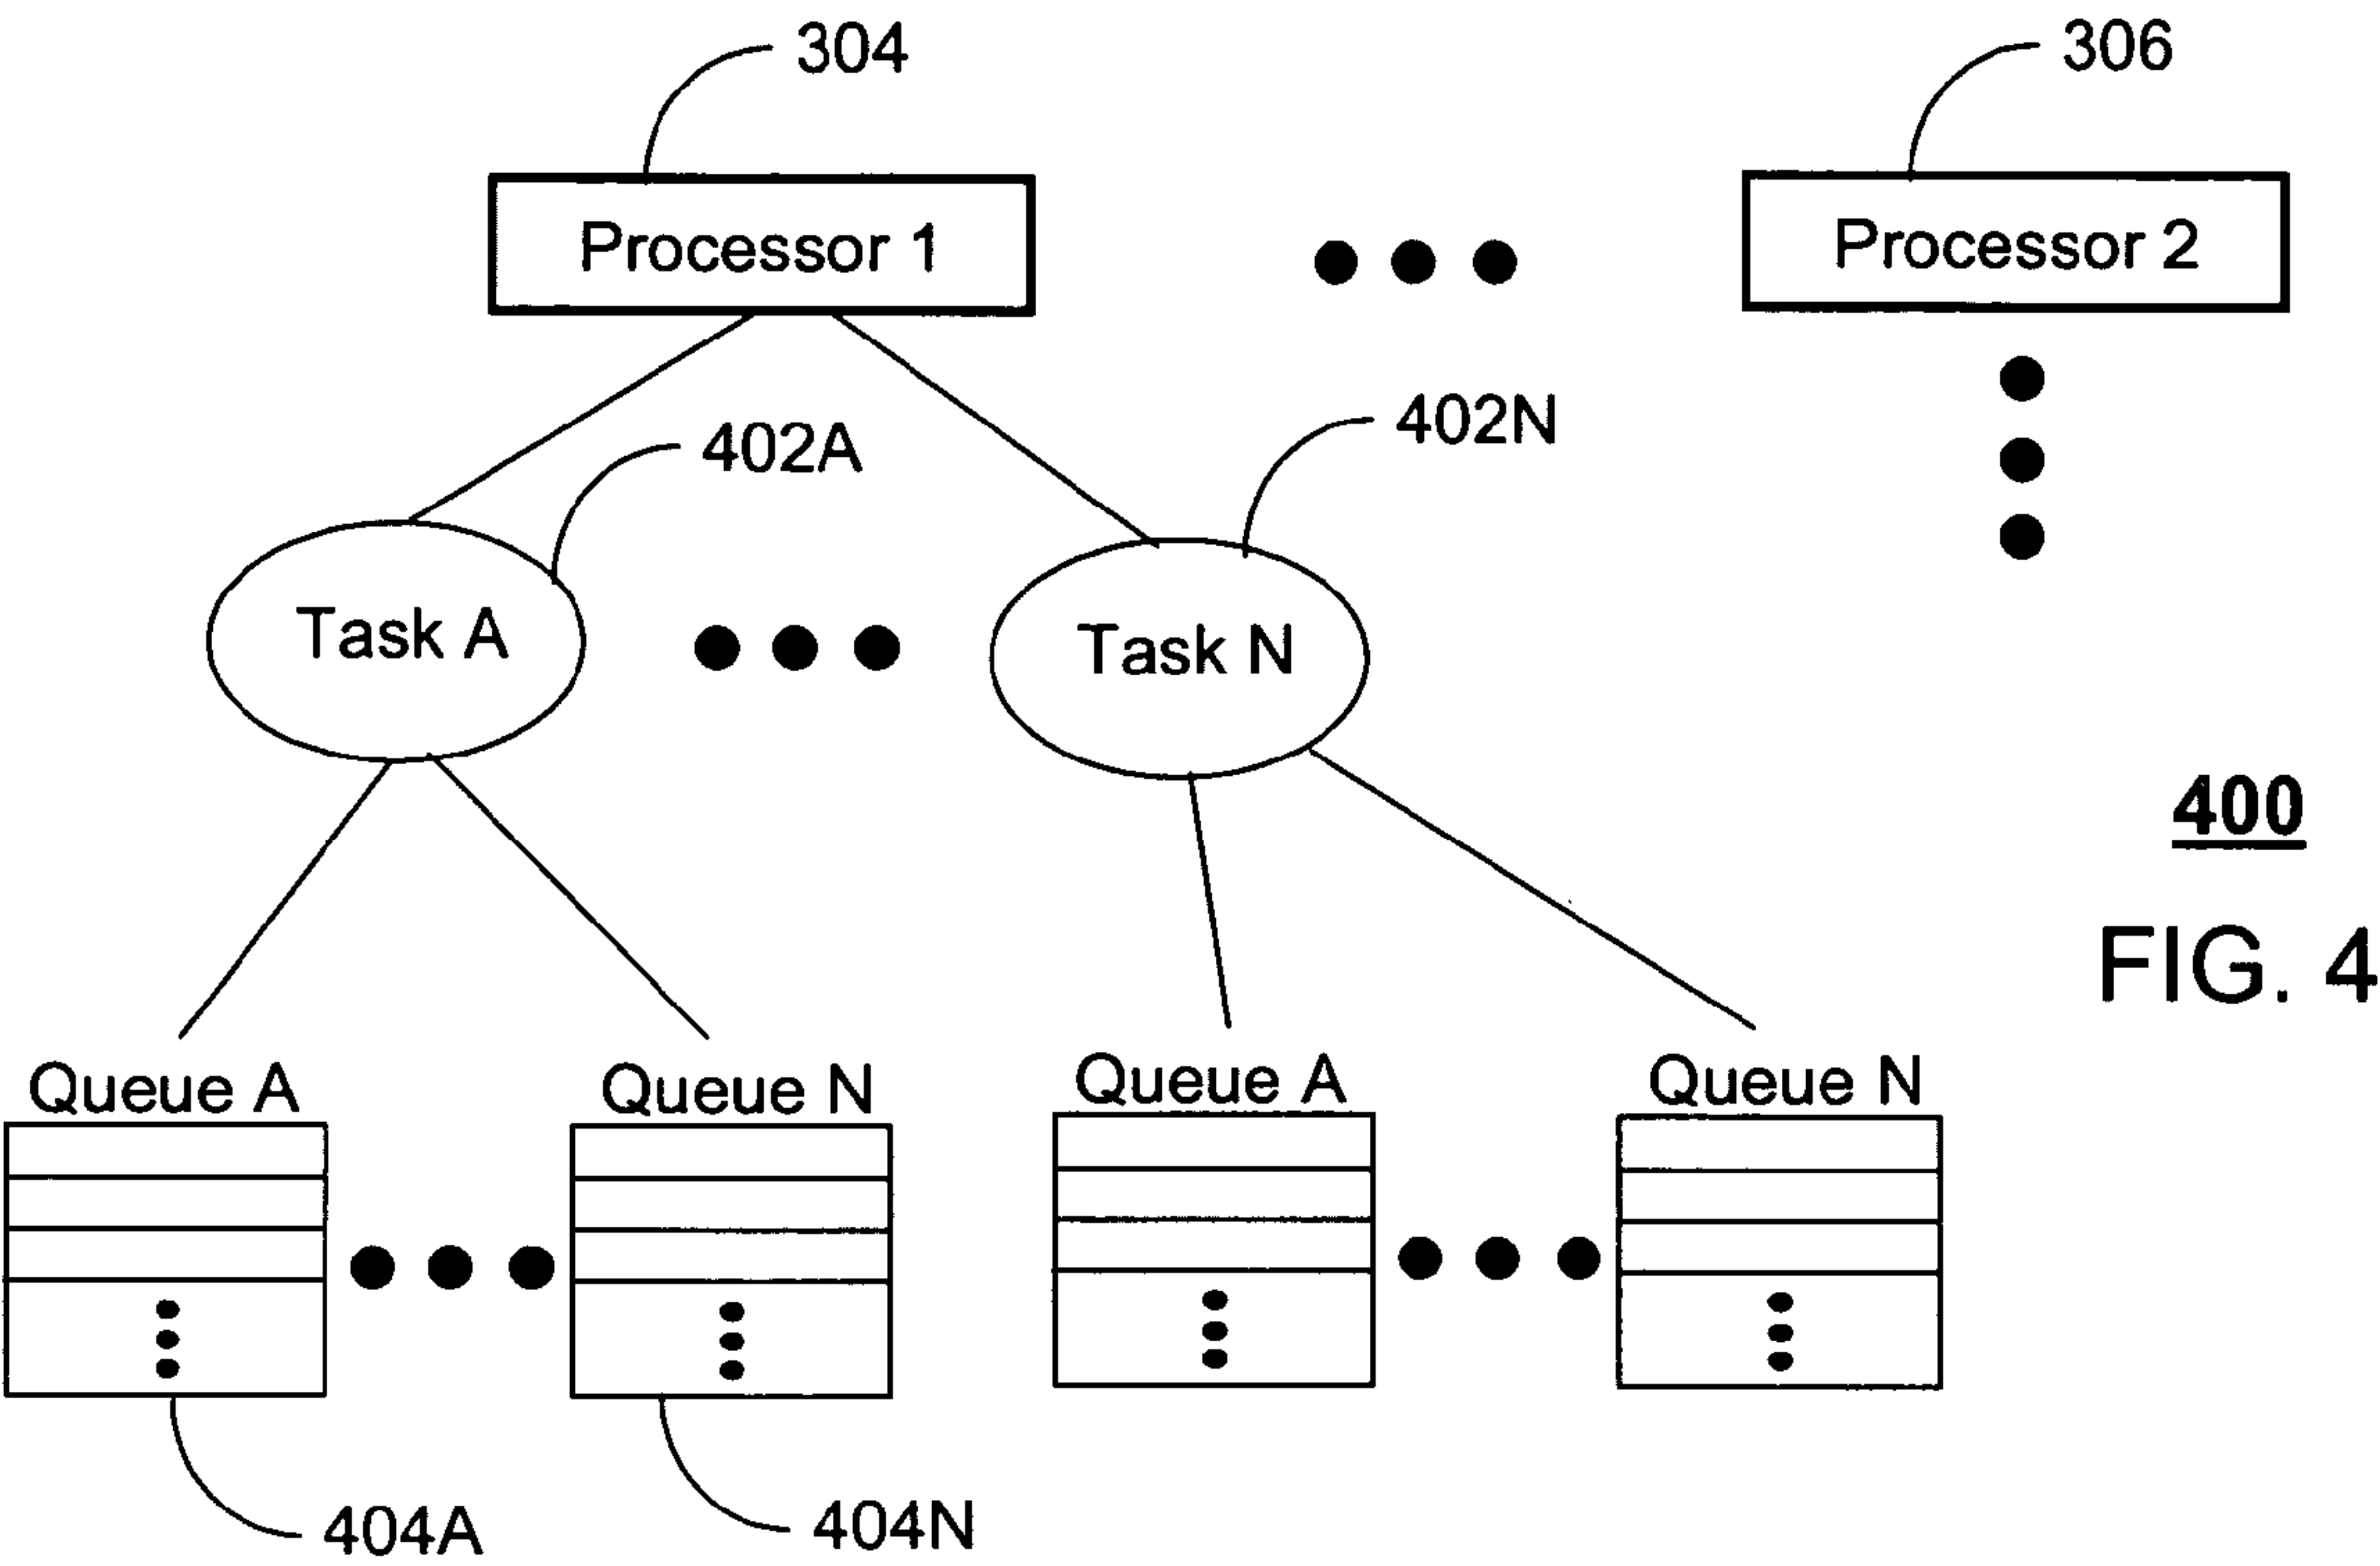 304
306
Processor 1
Processor 2
402A
402N
Task A
Task N
400
FIG. 4
Queue A
Queue N
Queue A
Queue N
404A
404N